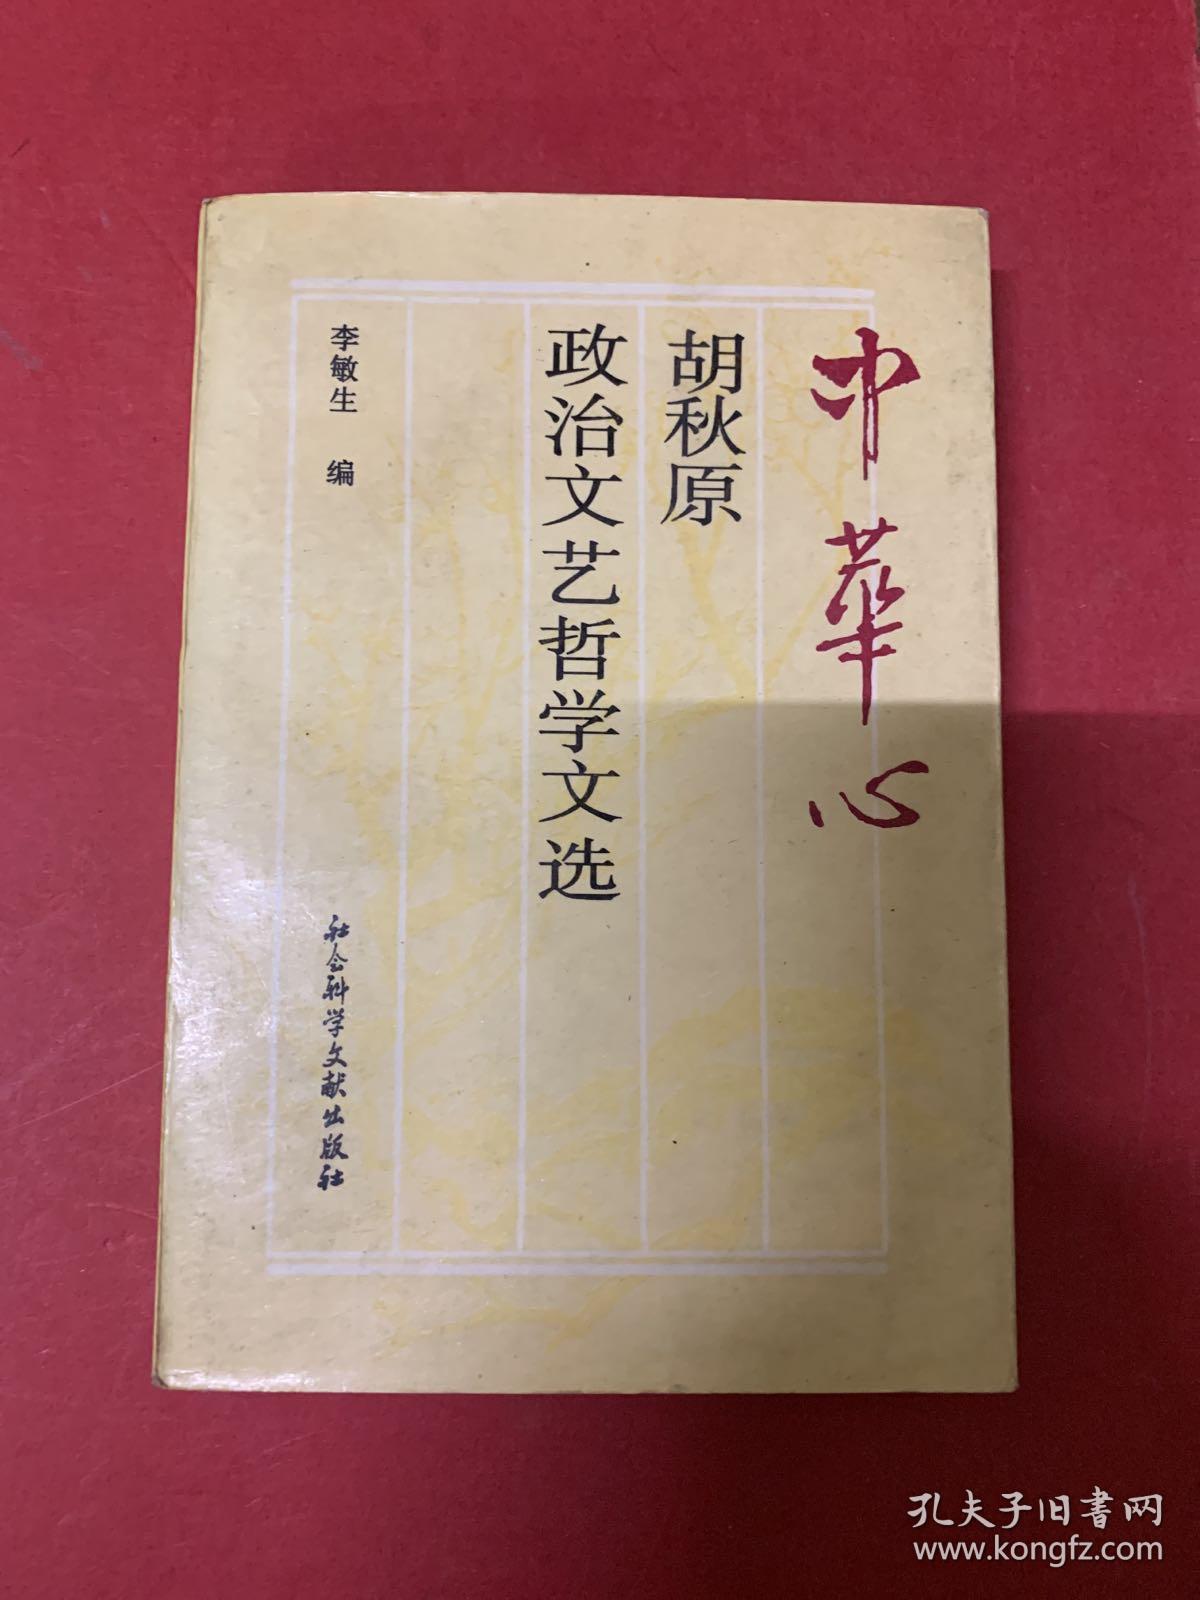 中華心
胡秋原
政治文艺哲学文选
李敏生 编
社会科学文献出版社
孔夫子旧書网
www.kongfz.com